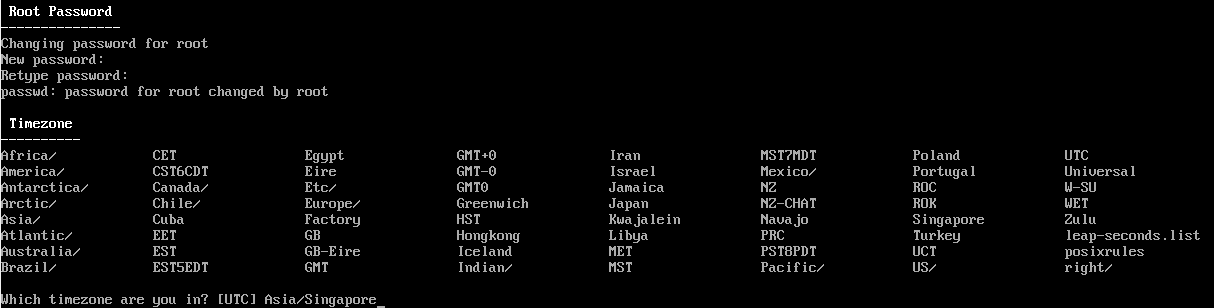 Root Password
---------------
Changing password for root
New password:
Retype password:
passwd: password for root changed by root
Timezone
----------
Africa/ CET Egypt GMT+0 Iran MST7MDT Poland UTC
America/ CST6CDT Eire GMT-0 Israel Mexico/ Portugal Universal
Antarctica/ Canada/ Etc/ GMT0 Jamaica NZ ROC W-SU
Arctic/ Chile/ Europe/ Greenwich Japan NZ-CHAT ROK WET
Asia/ Cuba Factory HST Kwajalein Navajo Singapore Zulu
Atlantic/ EET GB Hongkong Libya PRC Turkey leap-seconds.list
Australia/ EST GB-Eire Iceland MET PST8PDT UCT posixrules
Brazil/ EST5EDT GMT Indian/ MST Pacific/ US/ right/
Which timezone are you in? [UTC] Asia/Singapore_